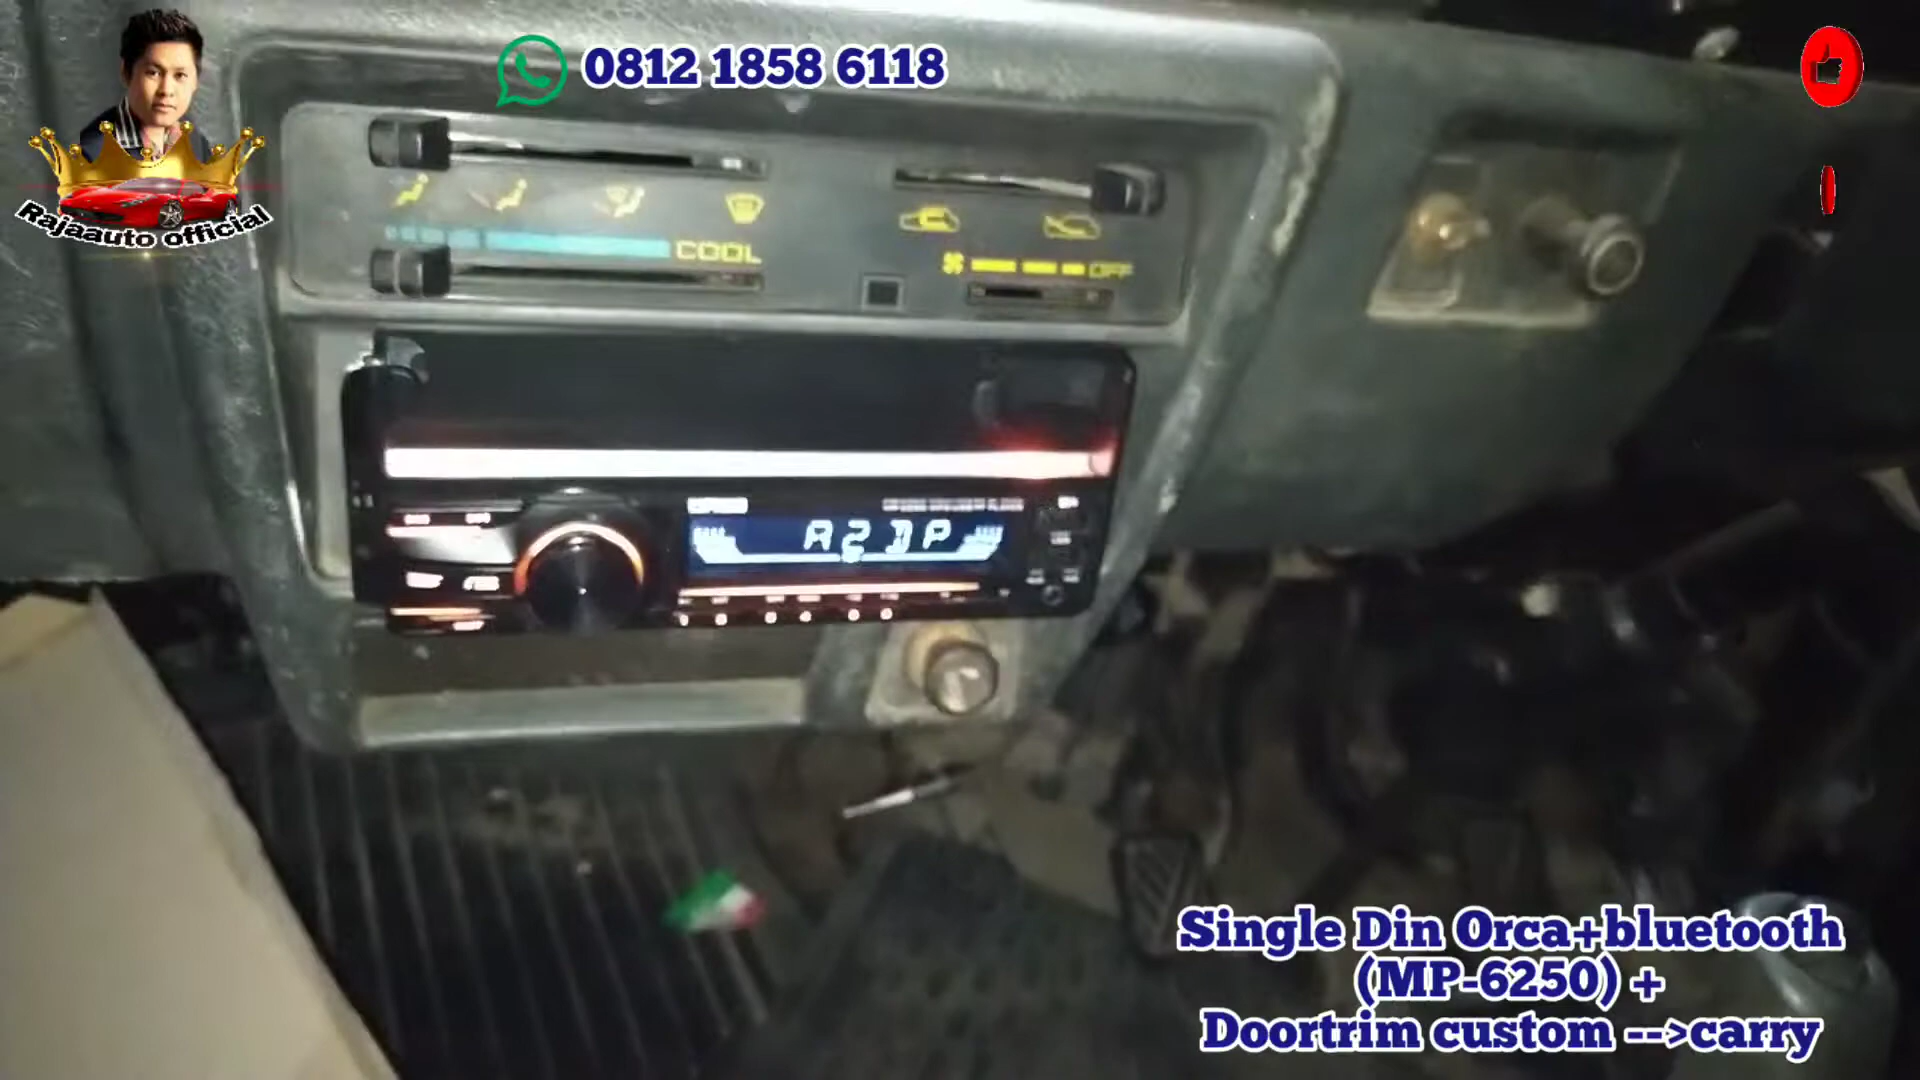 0812 1858 6118
Rajaauto official
COOL
OFF
A2DP
Single Din Orca+bluetooth
(MP-6250) +
Doortrim custom -->carry